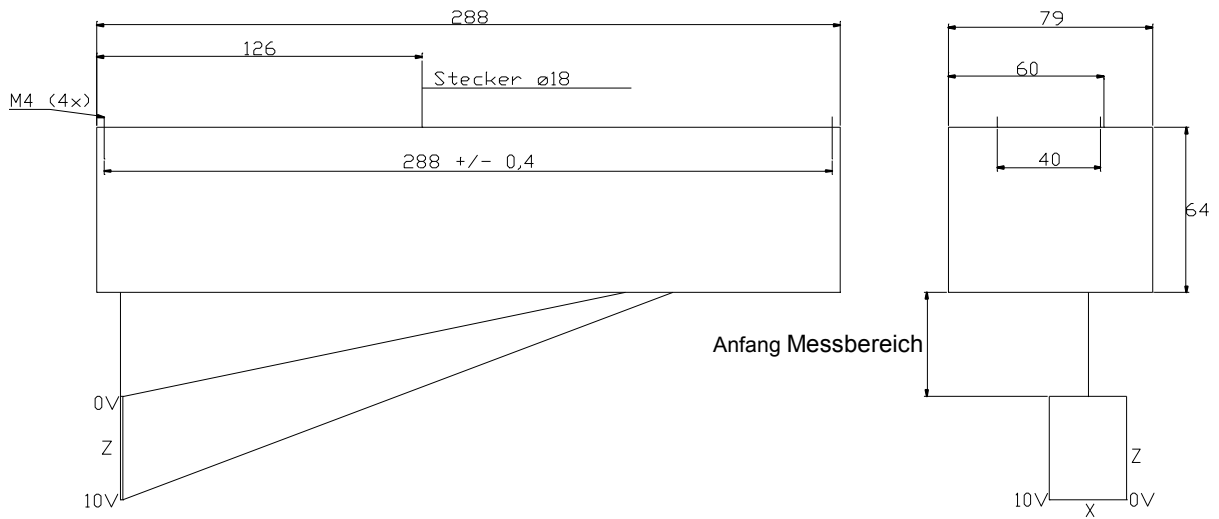 288
126
Stecker ø18
M4 (4x)
288 +/- 0,4
79
60
40
64
Anfang Messbereich
0V
Z
10V
Z
10V
0V
X